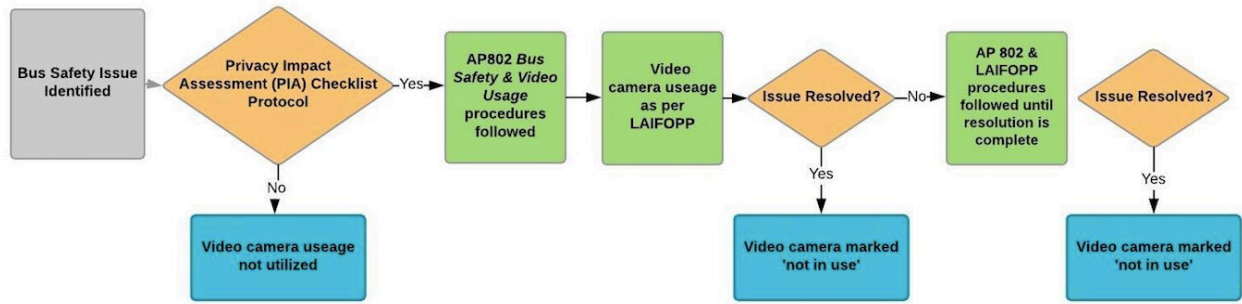 Bus Safety Issue
Identified
Privacy Impact
Assessment (PIA) Checklist
Protocol
Yes
AP802 Bus
Safety & Video
Usage
procedures
followed
Video
camera useage
as per
LAIFOPP
Issue Resolved?
No
AP 802 &
LAIFOPP
procedures
followed until
resolution is
complete
Issue Resolved?
No
Yes
Yes
Video camera useage
not utilized
Video camera marked
'not in use'
Video camera marked
'not in use'